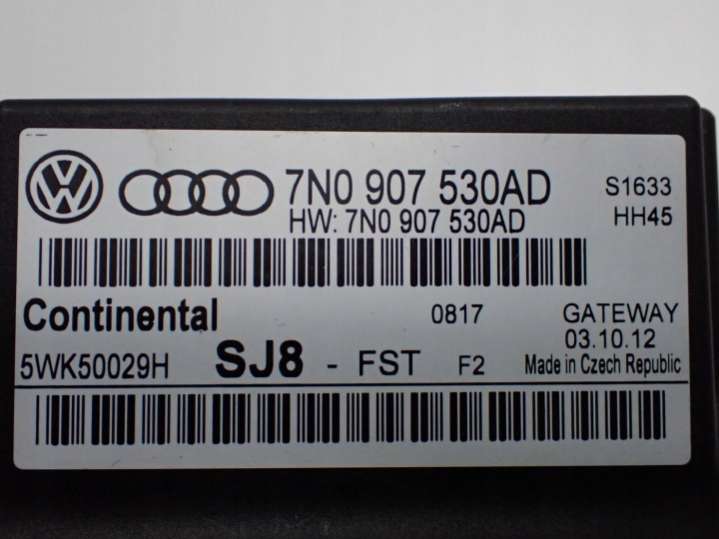 7N0 907 530AD S1633
HW: 7N0 907 530AD HH45
Continental 0817 GATEWAY
03.10.12
5WK50029H SJ8 - FST F2 Made in Czech Republic